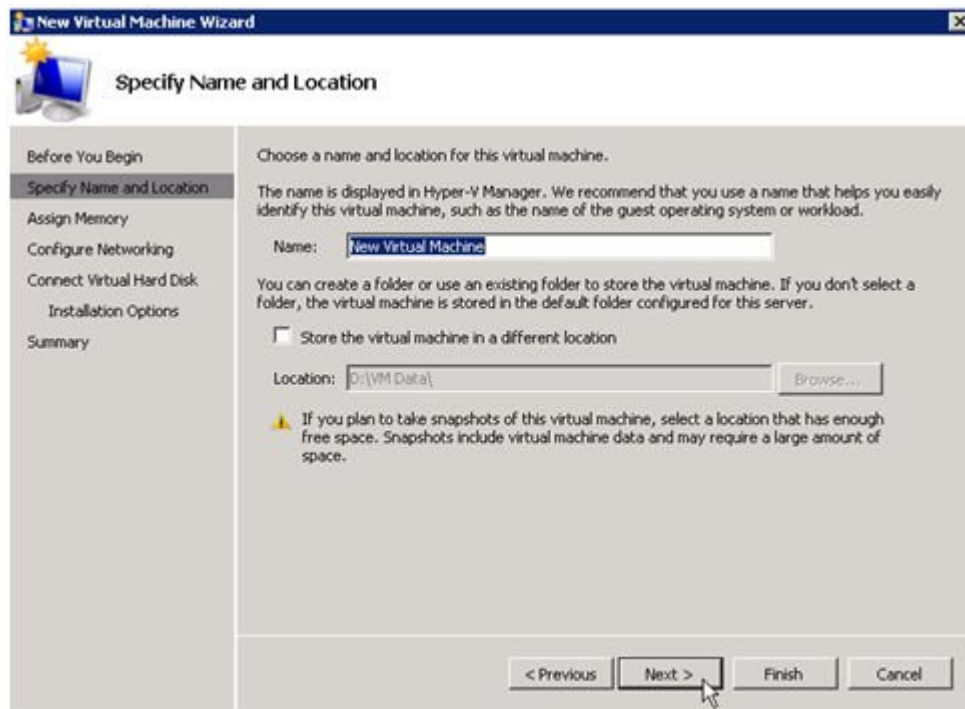 New Virtual Machine Wizard
Specify Name and Location
Before You Begin
Specify Name and Location
Assign Memory
Configure Networking
Connect Virtual Hard Disk
Installation Options
Summary
Choose a name and location for this virtual machine.
The name is displayed in Hyper-V Manager. We recommend that you use a name that helps you easily
identify this virtual machine, such as the name of the guest operating system or workload.
Name: New Virtual Machine
You can create a folder or use an existing folder to store the virtual machine. If you don't select a
folder, the virtual machine is stored in the default folder configured for this server.
Store the virtual machine in a different location
Location: D:\VM Data\ Browse...
If you plan to take snapshots of this virtual machine, select a location that has enough
free space. Snapshots include virtual machine data and may require a large amount of
space.
< Previous Next > Finish Cancel